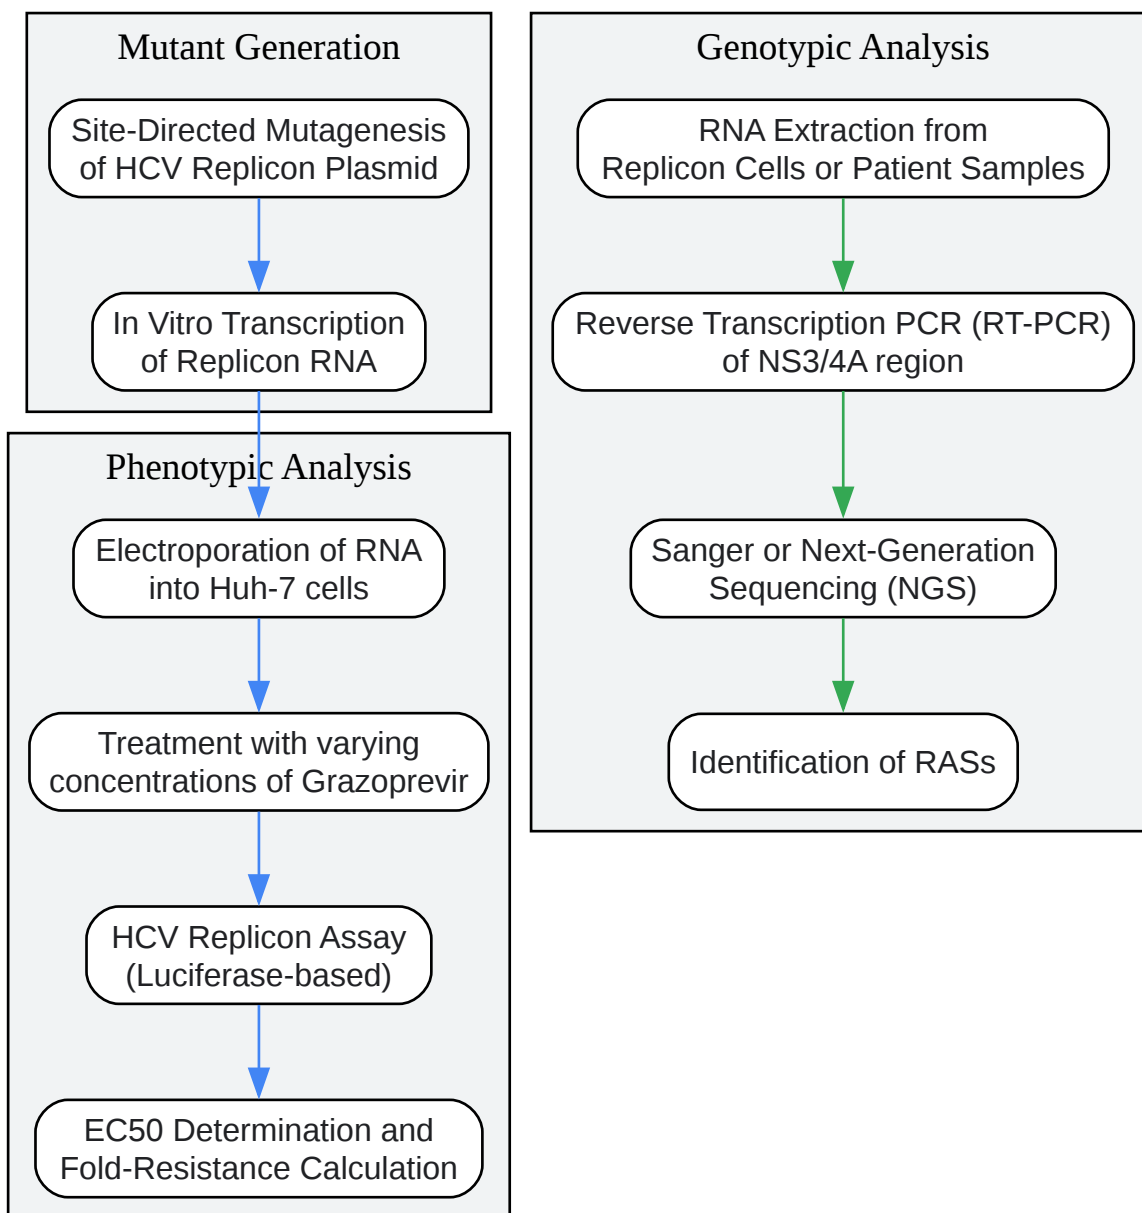 Mutant Generation
Site-Directed Mutagenesis
of HCV Replicon Plasmid
In Vitro Transcription
of Replicon RNA
Phenotypic Analysis
Electroporation of RNA
into Huh-7 cells
Treatment with varying
concentrations of Grazoprevir
HCV Replicon Assay
(Luciferase-based)
EC50 Determination and
Fold-Resistance Calculation
Genotypic Analysis
RNA Extraction from
Replicon Cells or Patient Samples
Reverse Transcription PCR (RT-PCR)
of NS3/4A region
Sanger or Next-Generation
Sequencing (NGS)
Identification of RASs